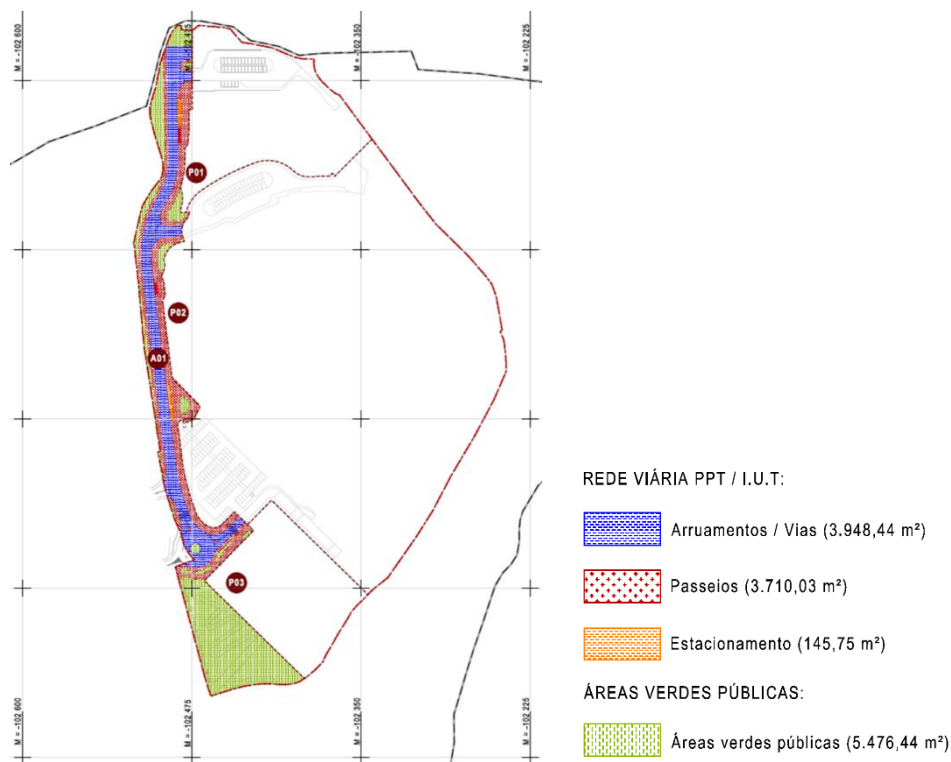 M = -102 600
M = -102 475
M = -102 350
M = -102 225
P01
P02
A01
P03
M = -102 600
M = -102 475
M = -102 350
M = -102 225
REDE VIÁRIA PPT / I.U.T:
Arruamentos / Vias (3.948,44 m²)
Passeios (3.710,03 m²)
Estacionamento (145,75 m²)
ÁREAS VERDES PÚBLICAS:
Áreas verdes públicas (5.476,44 m²)